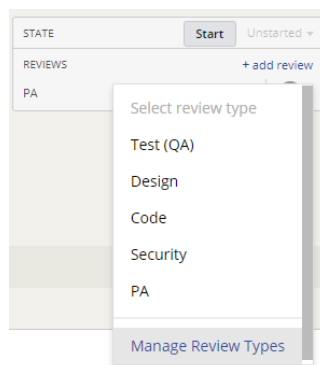 STATE Start Unstarted
REVIEWS + add review
PA
Select review type
Test (QA)
Design
Code
Security
PA
Manage Review Types